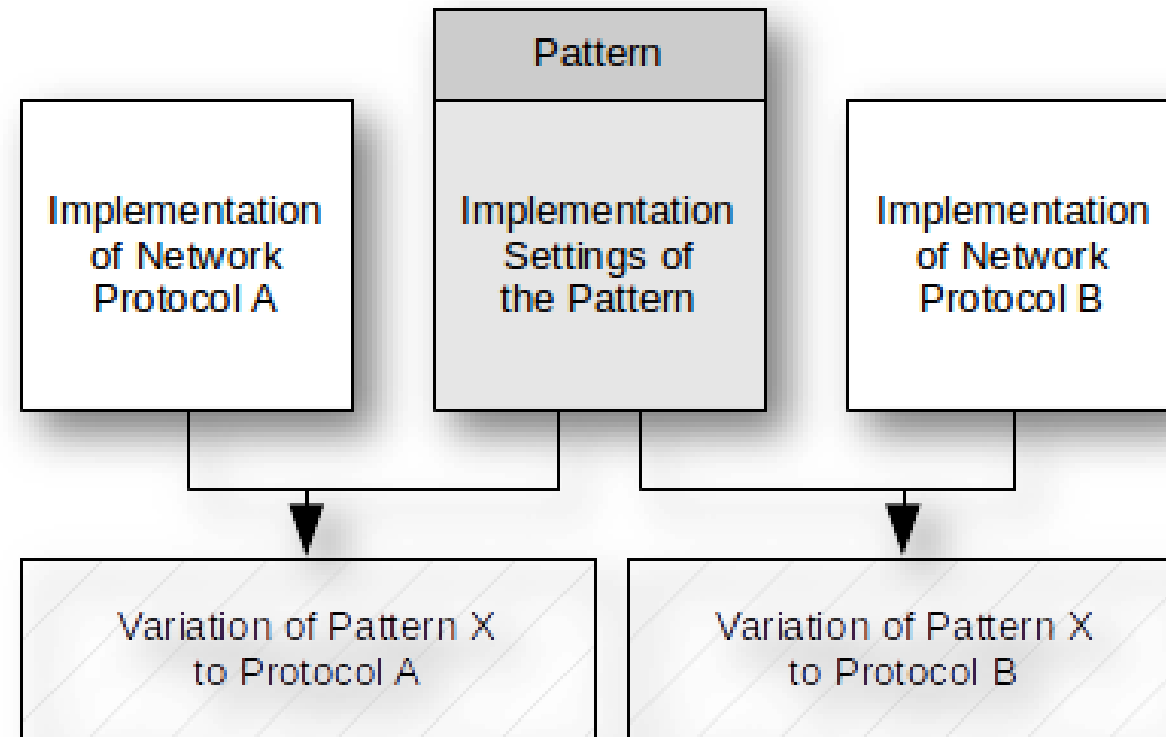 Pattern
Implementation
of Network
Protocol A
Implementation
Settings of
the Pattern
Implementation
of Network
Protocol B
Variation of Pattern X
to Protocol A
Variation of Pattern X
to Protocol B